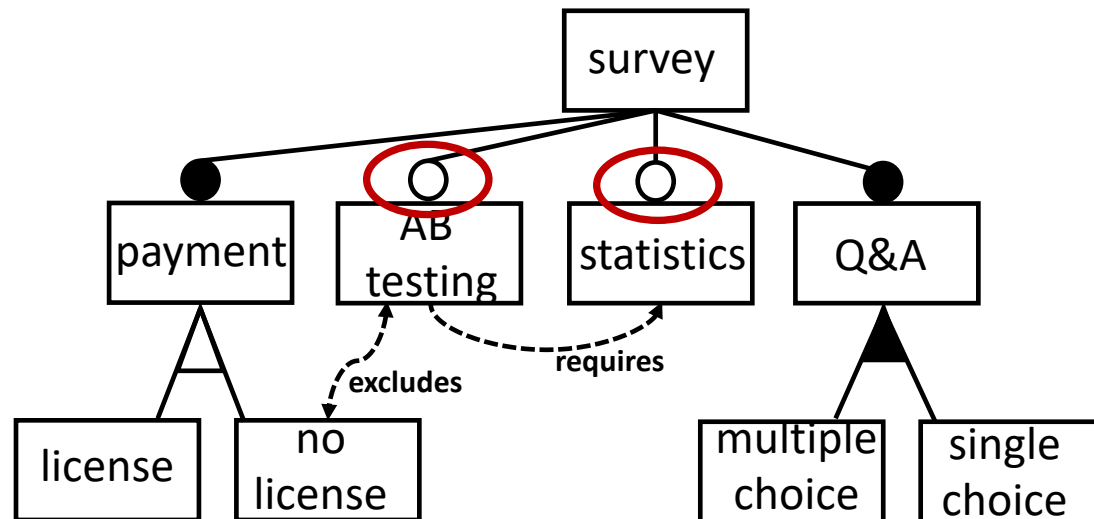 survey
payment
AB
testing
statistics
Q&A
excludes
requires
license
no
license
multiple
choice
single
choice